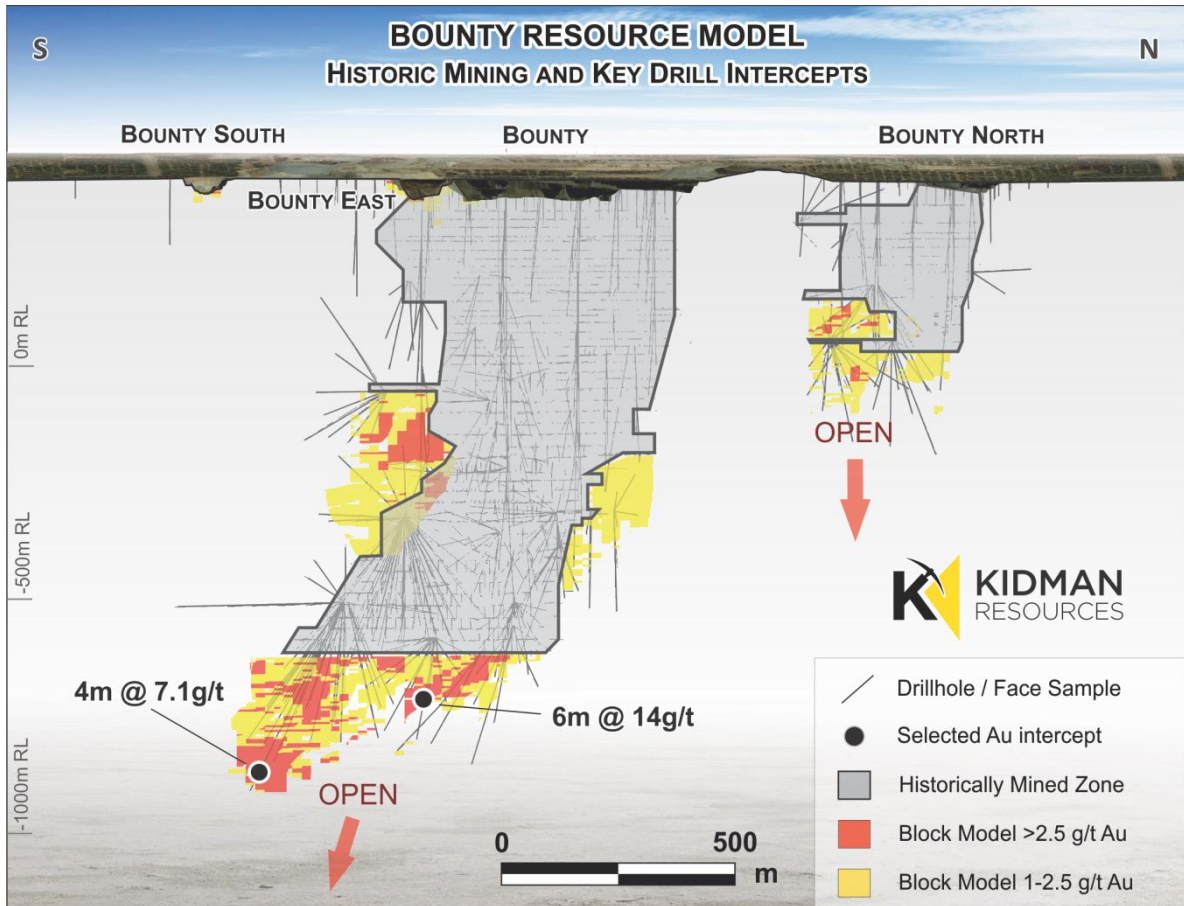 BOUNTY RESOURCE MODEL
HISTORIC MINING AND KEY DRILL INTERCEPTS
S
N
BOUNTY SOUTH
BOUNTY
BOUNTY NORTH
BOUNTY EAST
0m RL
-500m RL
-1000m RL
OPEN
KIDMAN
RESOURCES
4m @ 7.1g/t
6m @ 14g/t
OPEN
0
500
m
Drillhole / Face Sample
Selected Au intercept
Historically Mined Zone
Block Model >2.5 g/t Au
Block Model 1-2.5 g/t Au